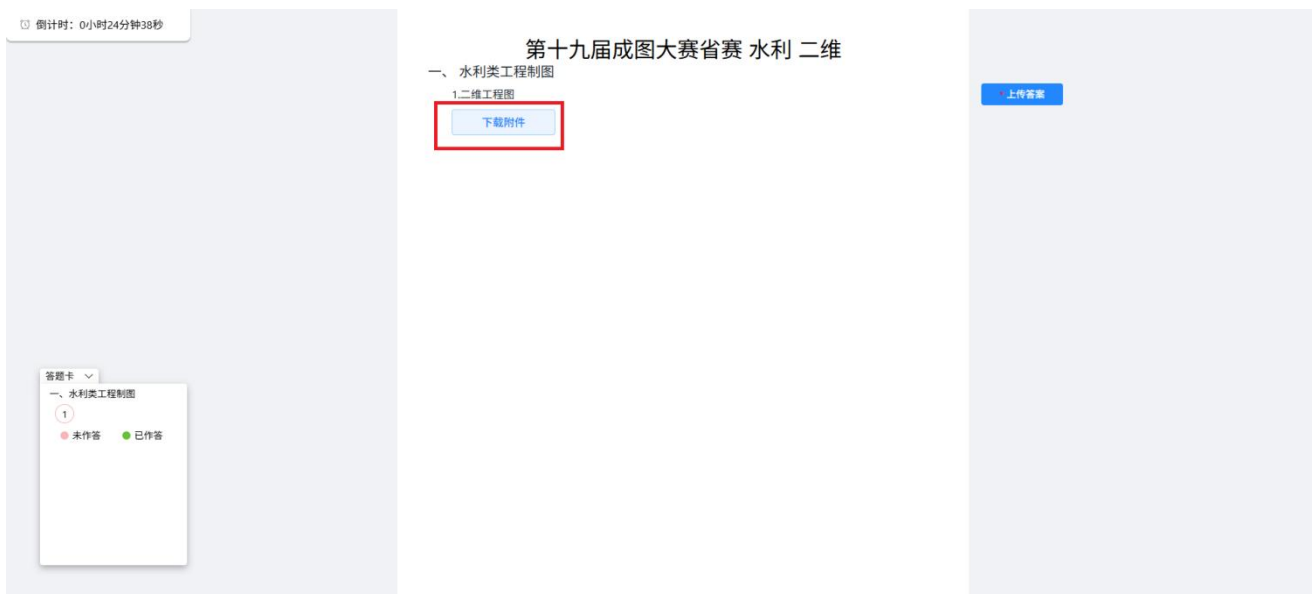 倒计时：0小时24分钟38秒
第十九届成图大赛省赛 水利 二维
一、 水利类工程制图
1.二维工程图
下载附件
* 上传答案
答题卡
一、水利类工程制图
1
未作答 已作答